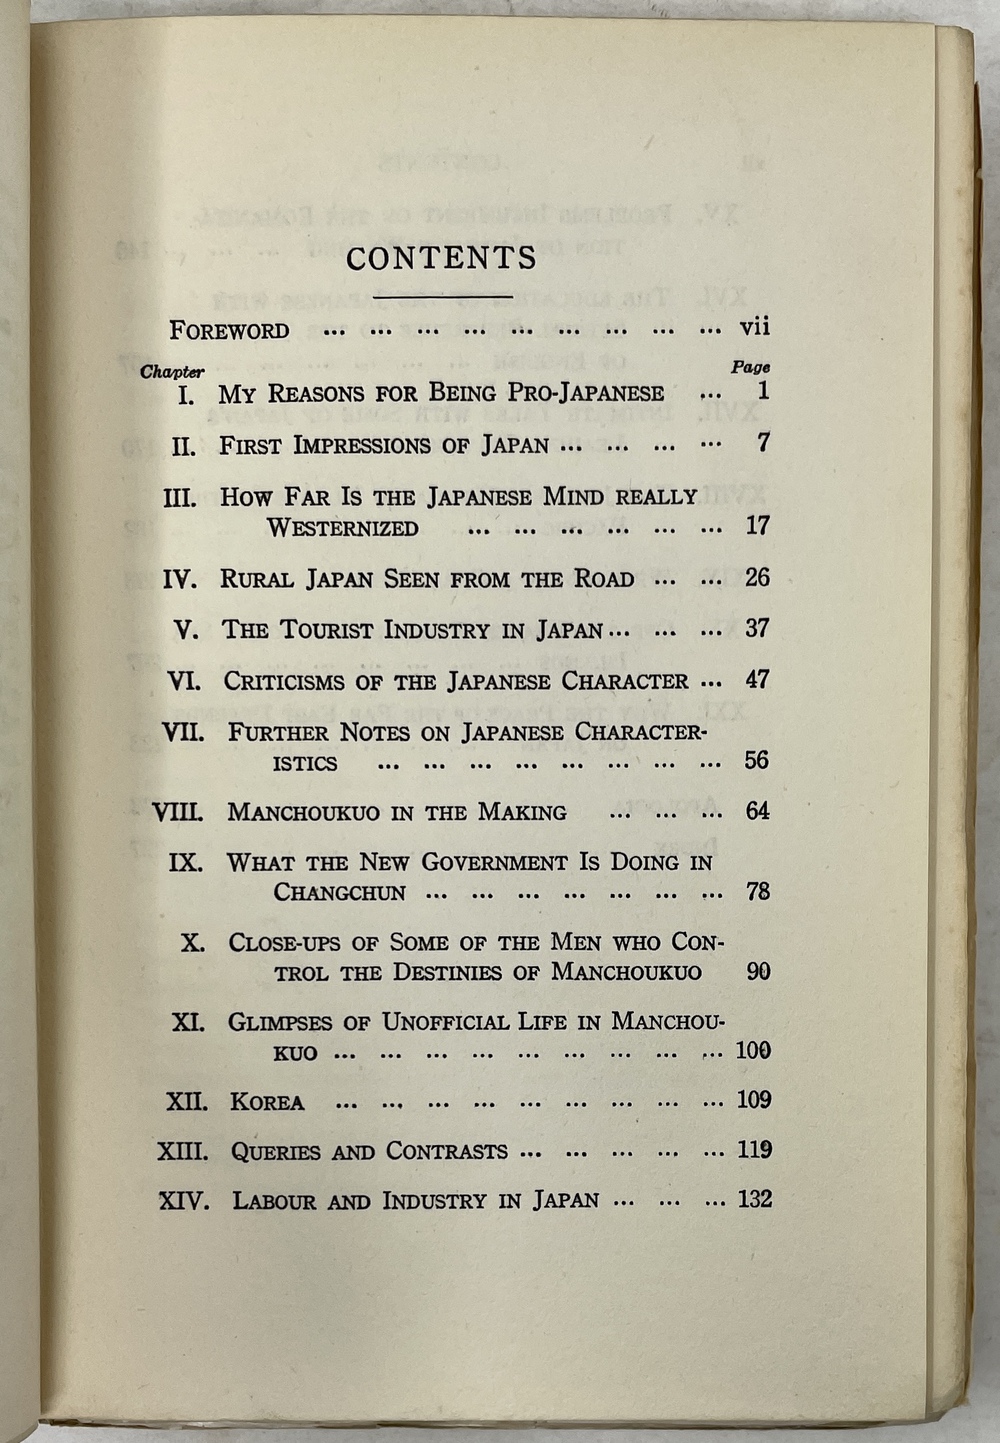 CONTENTS
FOREWORD ... ... ... ... ... ... ... ... ... vii
Chapter Page
I. MY REASONS FOR BEING PRO-JAPANESE ... 1
II. FIRST IMPRESSIONS OF JAPAN ... ... ... ... 7
III. HOW FAR IS THE JAPANESE MIND REALLY
WESTERNIZED ... ... ... ... ... ... 17
IV. RURAL JAPAN SEEN FROM THE ROAD ... ... 26
V. THE TOURIST INDUSTRY IN JAPAN ... ... ... 37
VI. CRITICISMS OF THE JAPANESE CHARACTER ... 47
VII. FURTHER NOTES ON JAPANESE CHARACTER-
ISTICS ... ... ... ... ... ... ... ... 56
VIII. MANCHOUKUO IN THE MAKING ... ... ... 64
IX. WHAT THE NEW GOVERNMENT IS DOING IN
CHANGCHUN ... ... ... ... ... ... ... 78
X. CLOSE-UPS OF SOME OF THE MEN WHO CON-
TROL THE DESTINIES OF MANCHOUKUO 90
XI. GLIMPSES OF UNOFFICIAL LIFE IN MANCHOU-
KUO ... ... ... ... ... ... ... ... ... 100
XII. KOREA ... ... ... ... ... ... ... ... ... 109
XIII. QUERIES AND CONTRASTS ... ... ... ... ... 119
XIV. LABOUR AND INDUSTRY IN JAPAN ... ... ... 132